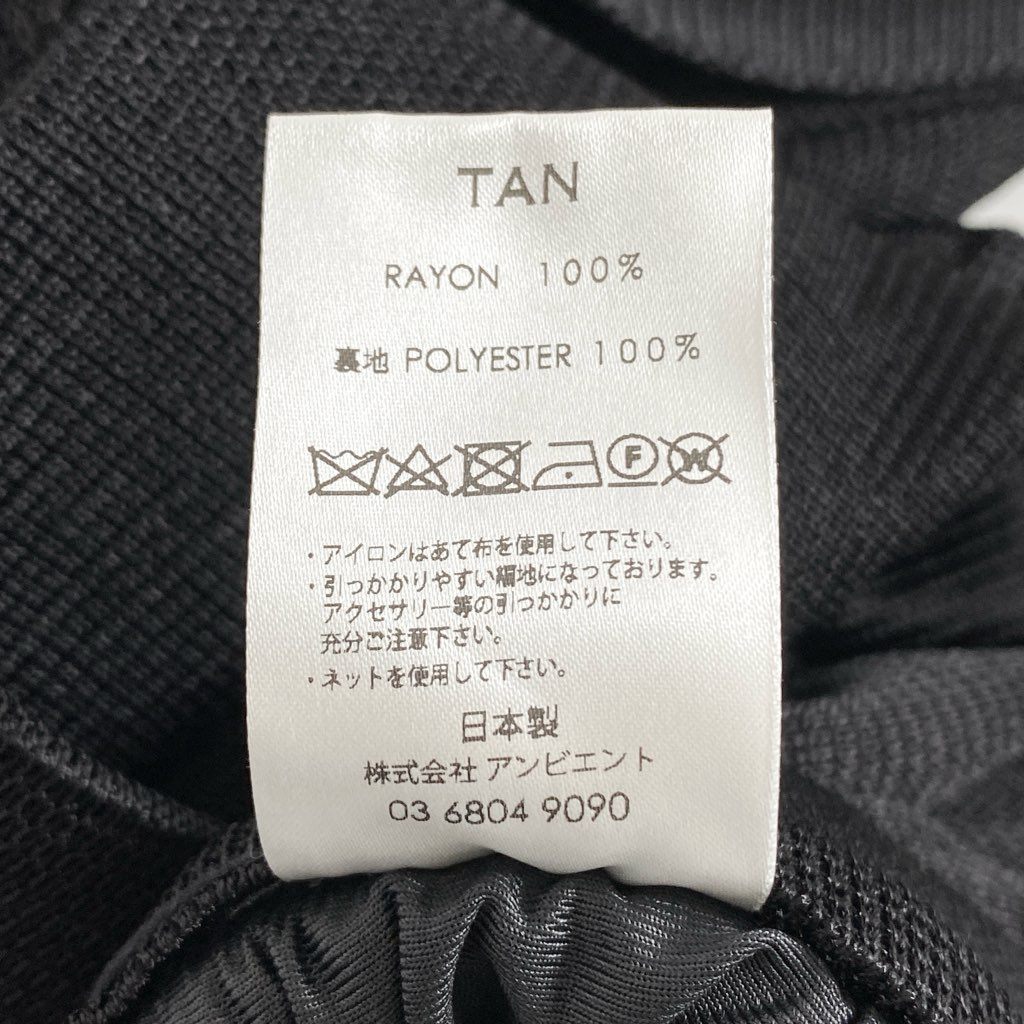 TAN
RAYON 100%
裏地 POLYESTER 100%
F W
・アイロンはあて布を使用して下さい。
・引っかかりやすい編地になっております。
アクセサリー等の引っかかりに
充分ご注意下さい。
・ネットを使用して下さい。
日本製
株式会社 アンビエント
03 6804 9090